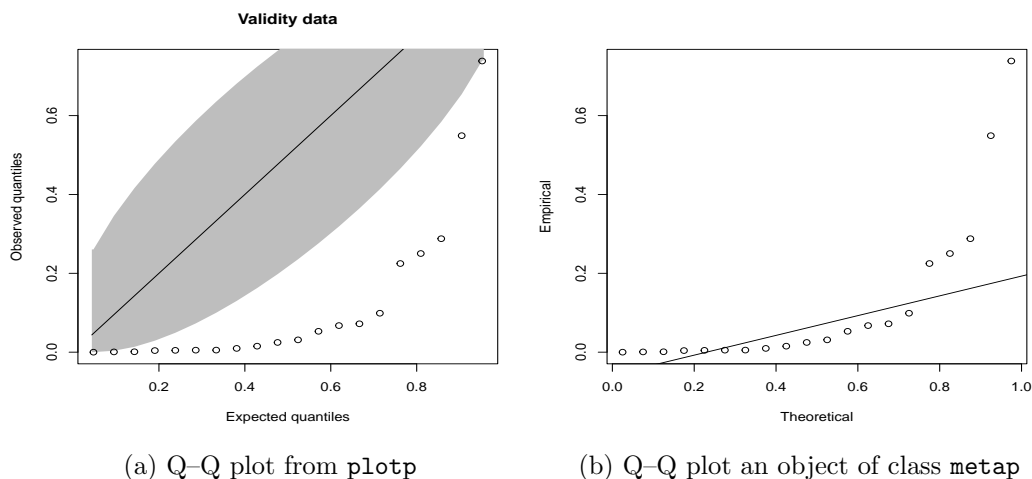 Validity data
Observed quantiles
0.6
0.4
0.2
0.0
0.2 0.4 0.6 0.8
Expected quantiles
(a) Q–Q plot from plotp
Empirical
0.6
0.4
0.2
0.0
0.0 0.2 0.4 0.6 0.8 1.0
Theoretical
(b) Q–Q plot an object of class metap